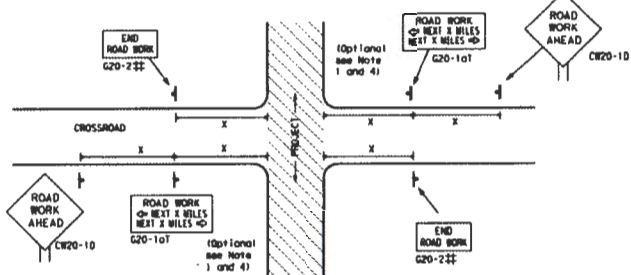 END
ROAD WORK
G20-2#
(Optional
see Note
1 and 4)
ROAD WORK
⇦ NEXT X MILES
NEXT X MILES ⇨
G20-1aT
ROAD
WORK
AHEAD
CW20-1D
X
X
X
CROSSROAD
PROJECT
X
X
X
ROAD
WORK
AHEAD
CW20-1D
ROAD WORK
⇦ NEXT X MILES
NEXT X MILES ⇨
G20-1aT
(Optional
see Note
1 and 4)
END
ROAD WORK
G20-2#